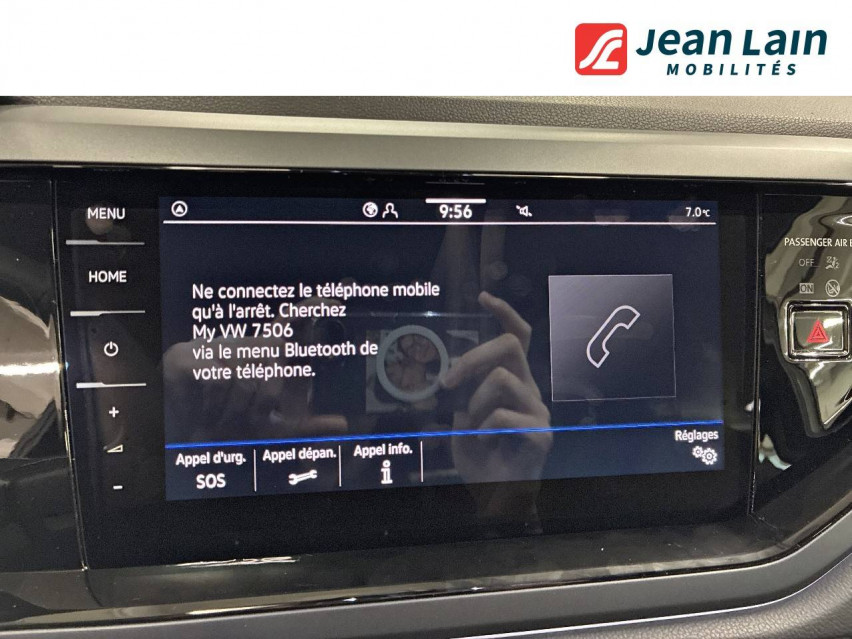 Jean Lain
MOBILITÉS
MENU
HOME
+
-
9:56
7.0°C
Ne connectez le téléphone mobile
qu'à l'arrêt. Cherchez
My VW 7506
via le menu Bluetooth de
votre téléphone.
Réglages
Appel d'urg.
SOS
Appel dépan.
Appel info.
PASSENGER AIR
OFF
ON